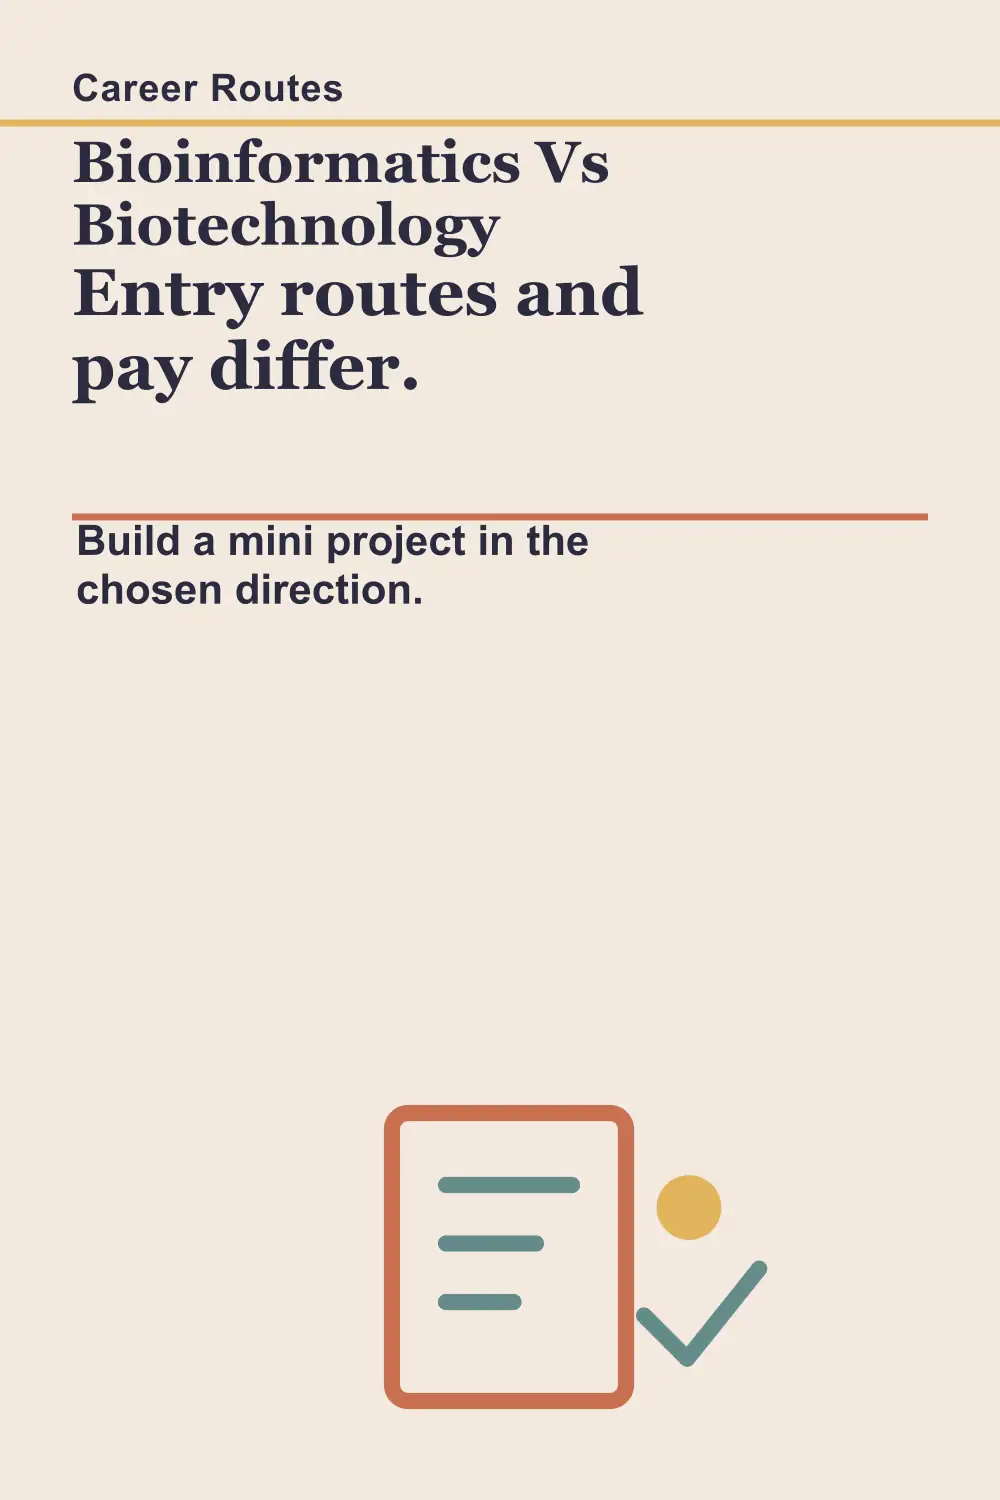 Career Routes
Bioinformatics Vs
Biotechnology
Entry routes and
pay differ.
Build a mini project in the
chosen direction.